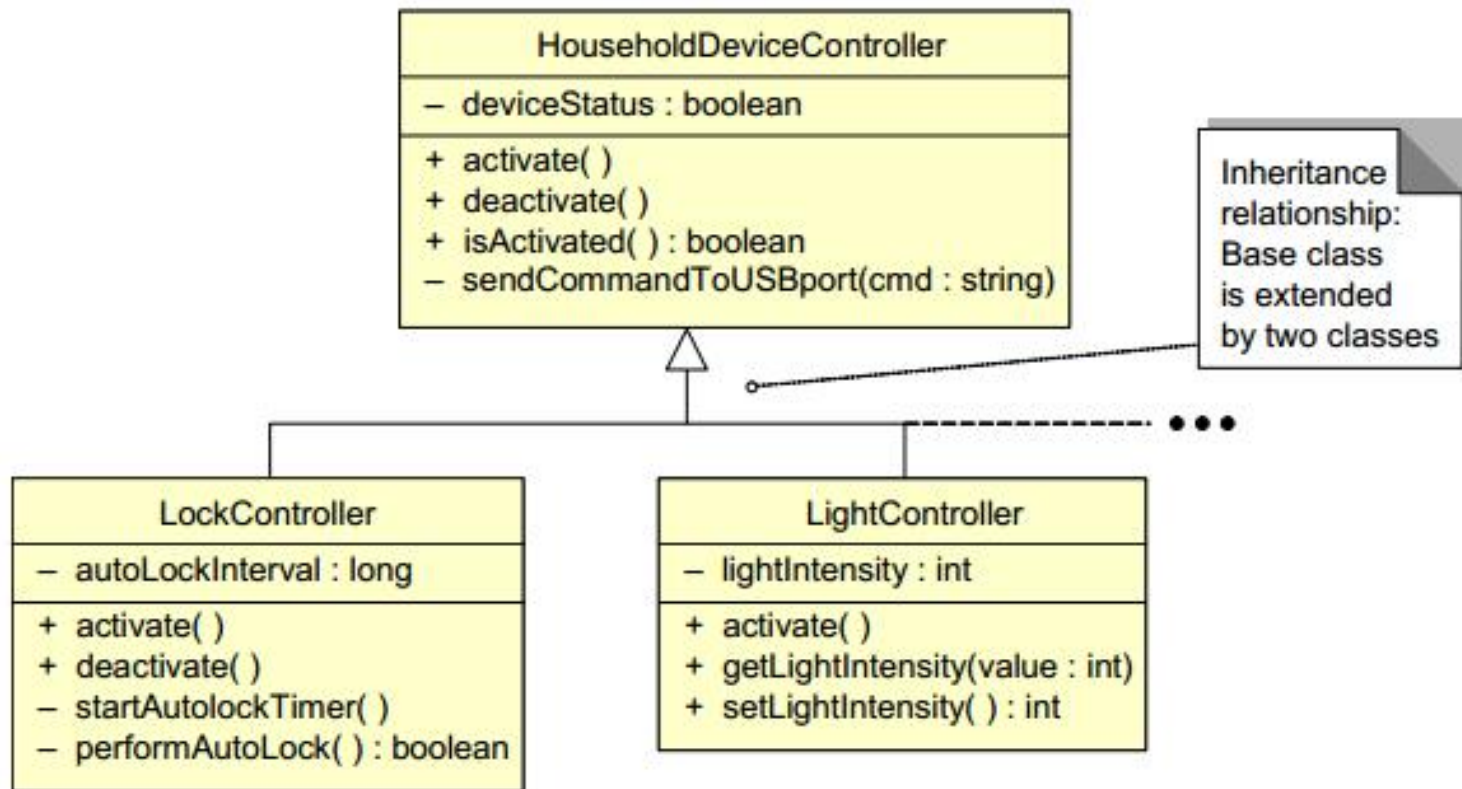 HouseholdDeviceController
– deviceStatus : boolean
+ activate( )
+ deactivate( )
+ isActivated( ) : boolean
– sendCommandToUSBport(cmd : string)
Inheritance
relationship:
Base class
is extended
by two classes
LockController
– autoLockInterval : long
+ activate( )
+ deactivate( )
– startAutolockTimer( )
– performAutoLock( ) : boolean
LightController
– lightIntensity : int
+ activate( )
+ getLightIntensity(value : int)
+ setLightIntensity( ) : int